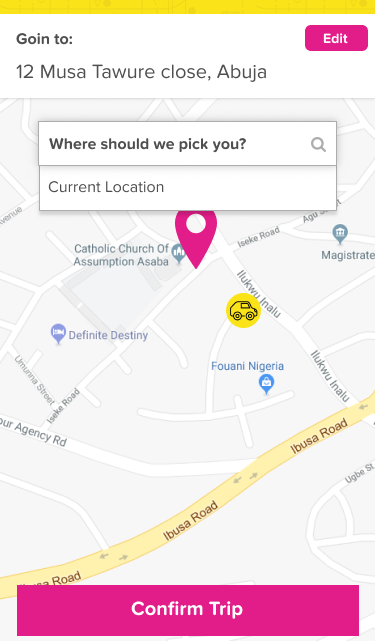 Goin to:
Edit
12 Musa Tawure close, Abuja
Where should we pick you?
Current Location
venue
Iseke Road
Catholic Church Of
Assumption Asaba
Magistrate
Ilukwu Inalu
Definite Destiny
Fouani Nigeria
Ilukwu Inalu
Umunna Street
Iseke Road
our Agency Rd
Ibusa Road
Ugbe St
Ibusa Road
usa Road
Confirm Trip